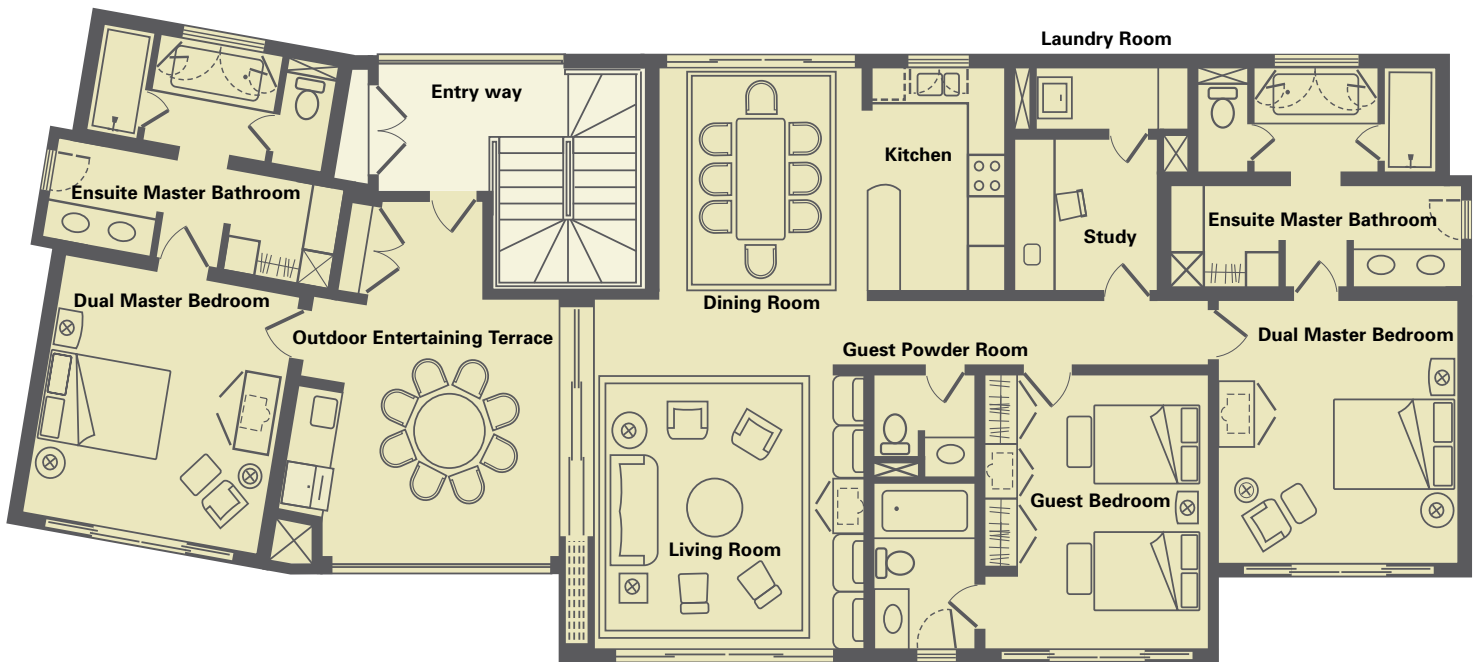 Laundry Room
Entry way
Kitchen
Ensuite Master Bathroom
Ensuite Master Bathroom
Study
Dual Master Bedroom
Dining Room
Outdoor Entertaining Terrace
Dual Master Bedroom
Guest Powder Room
Guest Bedroom
Living Room